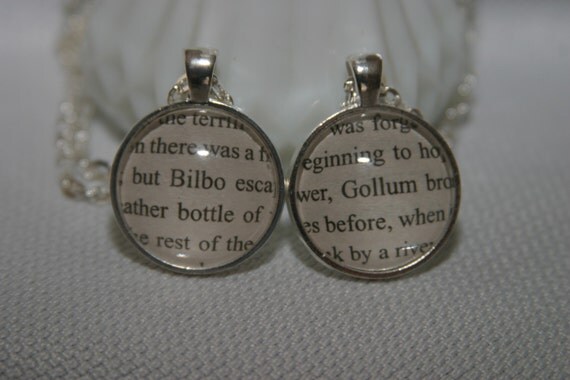 the terri
n there was a f
, but Bilbo esca
ather bottle of
e rest of the
was forg
eginning to ho
wer, Gollum bro
es before, when
k by a river